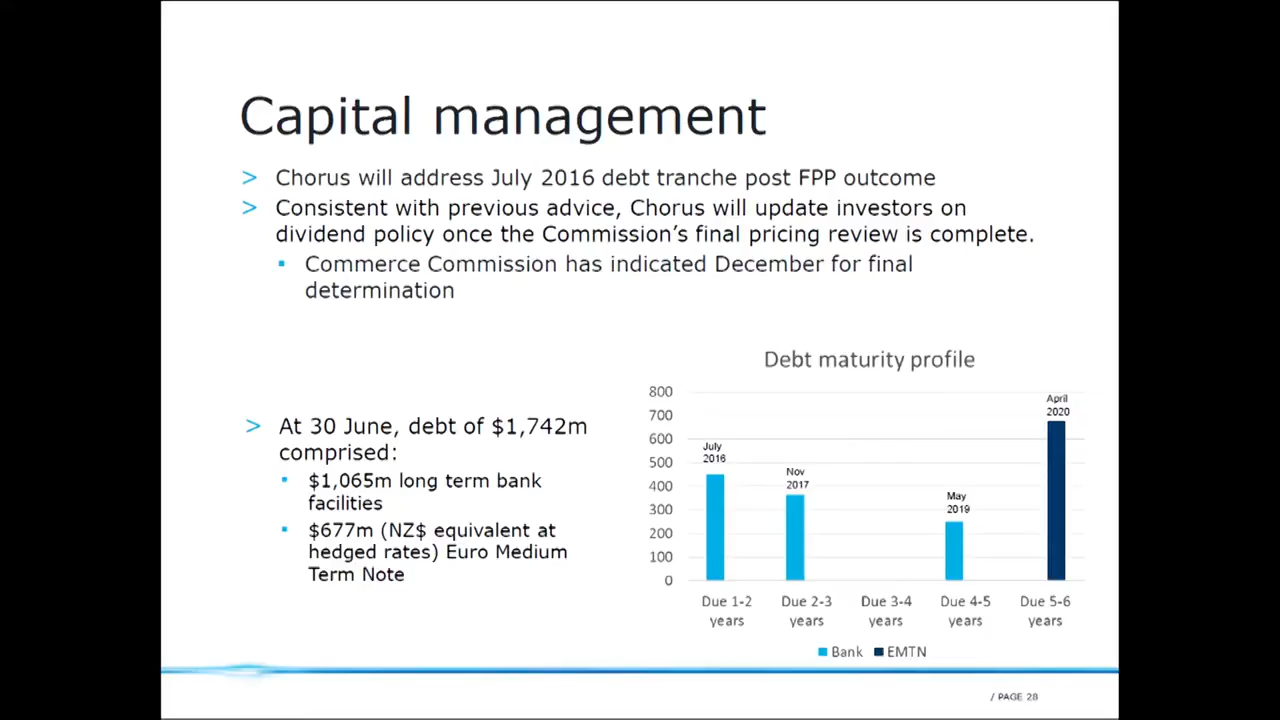 Capital management
> Chorus will address July 2016 debt tranche post FPP outcome
> Consistent with previous advice, Chorus will update investors on
dividend policy once the Commission's final pricing review is complete.
▪ Commerce Commission has indicated December for final
determination
> At 30 June, debt of $1,742m
comprised:
▪ $1,065m long term bank
facilities
▪ $677m (NZ$ equivalent at
hedged rates) Euro Medium
Term Note
Debt maturity profile
800
700
600
500
400
300
200
100
0
July
2016
Nov
2017
May
2019
April
2020
Due 1-2
years
Due 2-3
years
Due 3-4
years
Due 4-5
years
Due 5-6
years
Bank EMTN
/ PAGE 28